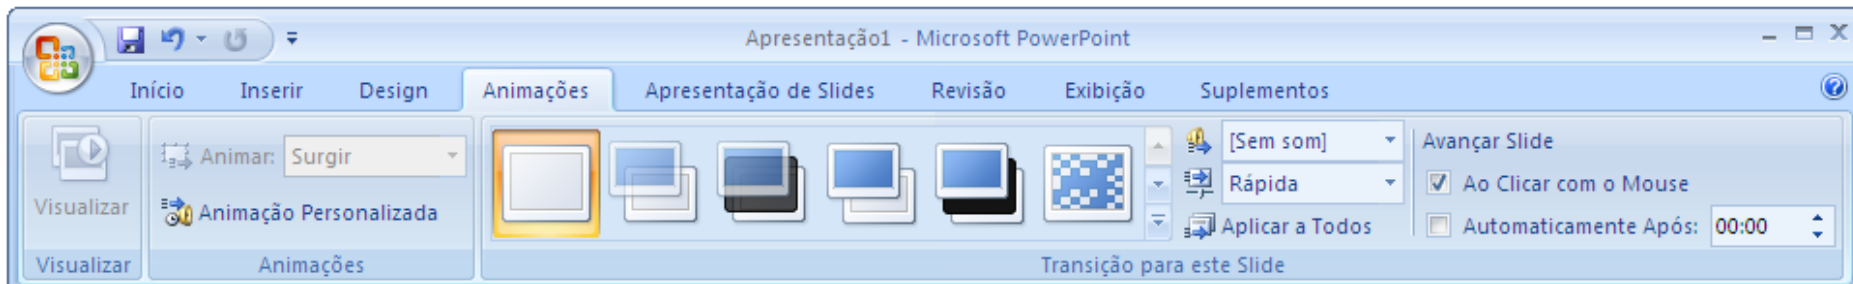 Apresentação1 - Microsoft PowerPoint
Início Inserir Design Animações Apresentação de Slides Revisão Exibição Suplementos
Visualizar
Animar: Surgir
Animação Personalizada
[Sem som]
Rápida
Aplicar a Todos
Avançar Slide
Ao Clicar com o Mouse
Automaticamente Após: 00:00
Visualizar Animações Transição para este Slide